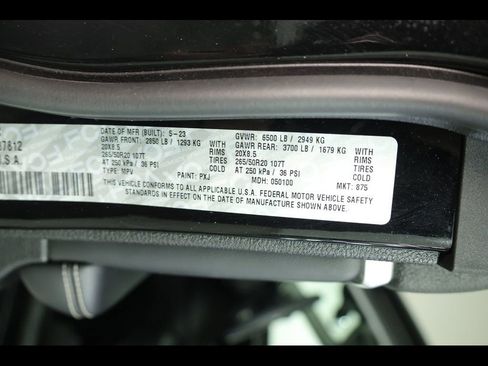 DATE OF MFR (BUILT): 5-23 GVWR: 6500 LB / 2949 KG
GAWR FRONT: 2850 LB / 1293 KG WITH GAWR REAR: 3700 LB / 1679 KG WITH
20X8.5 RIMS 20X8.5 RIMS
265/50R20 107T TIRES 265/50R20 107T TIRES
AT 250 kPa / 36 PSI COLD AT 250 kPa / 36 PSI COLD
TYPE: MPV PAINT: PXJ MDH: 050100 MKT: 875
THIS VEHICLE CONFORMS TO ALL APPLICABLE U.S.A. FEDERAL MOTOR VEHICLE SAFETY
STANDARDS IN EFFECT ON THE DATE OF MANUFACTURE SHOWN ABOVE
37812
.S.A.